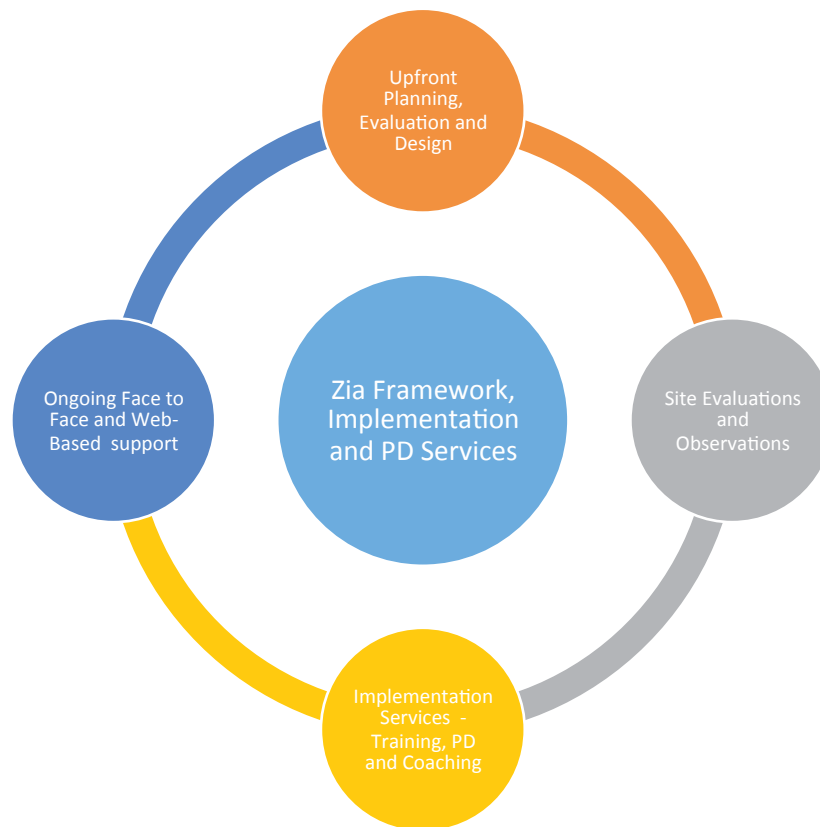 Upfront
Planning,
Evaluation and
Design
Zia Framework,
Implementation
and PD Services
Ongoing Face to
Face and Web-
Based support
Site Evaluations
and
Observations
Implementation
Services -
Training, PD
and Coaching